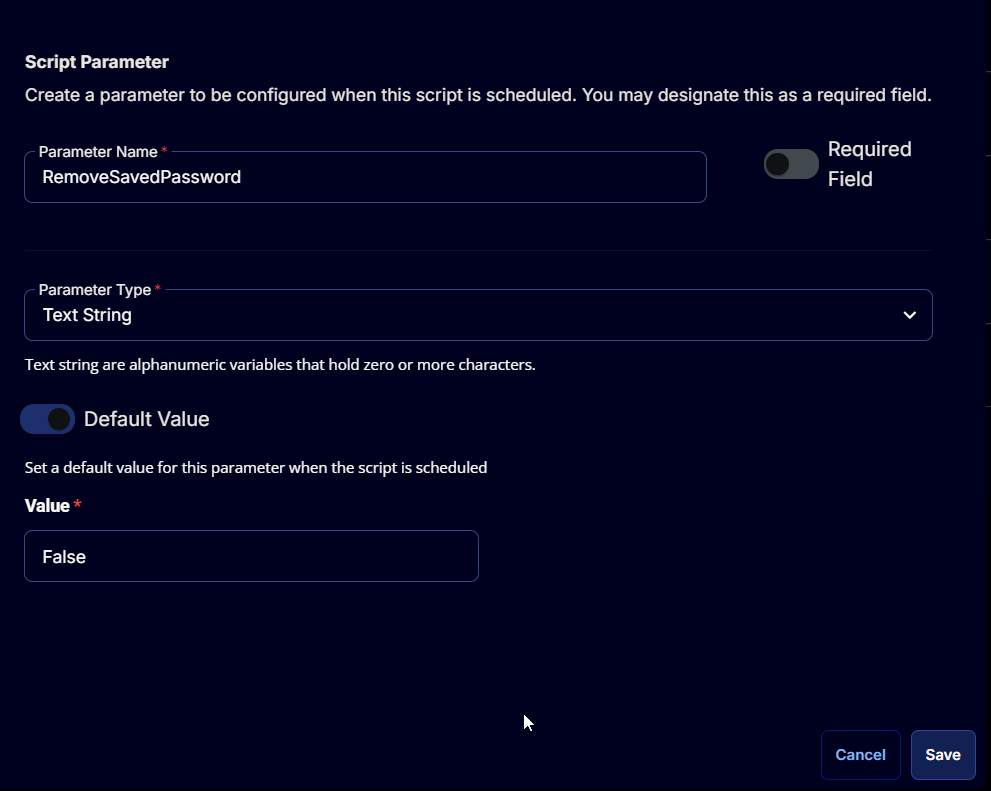 Script Parameter
Create a parameter to be configured when this script is scheduled. You may designate this as a required field.
Parameter Name *
RemoveSavedPassword
Required
Field
Parameter Type *
Text String
Text string are alphanumeric variables that hold zero or more characters.
Default Value
Set a default value for this parameter when the script is scheduled
Value *
False
Cancel
Save